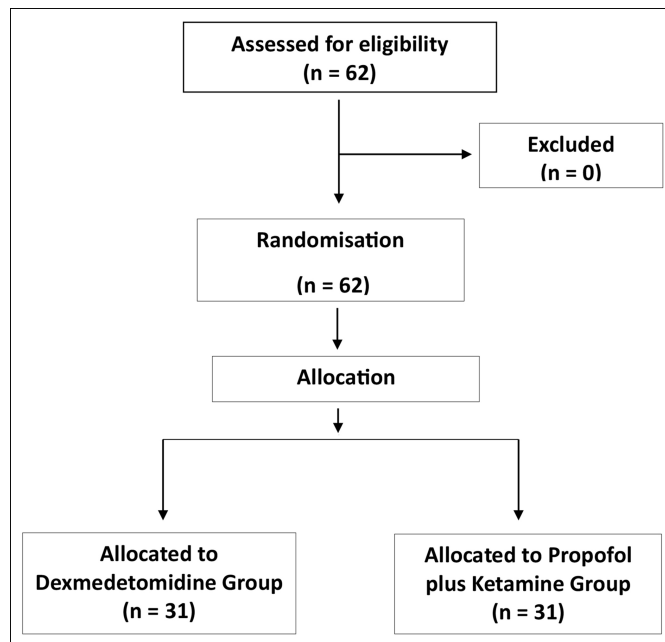 Assessed for eligibility
(n = 62)
Excluded
(n = 0)
Randomisation
(n = 62)
Allocation
Allocated to
Dexmedetomidine Group
(n = 31)
Allocated to Propofol
plus Ketamine Group
(n = 31)